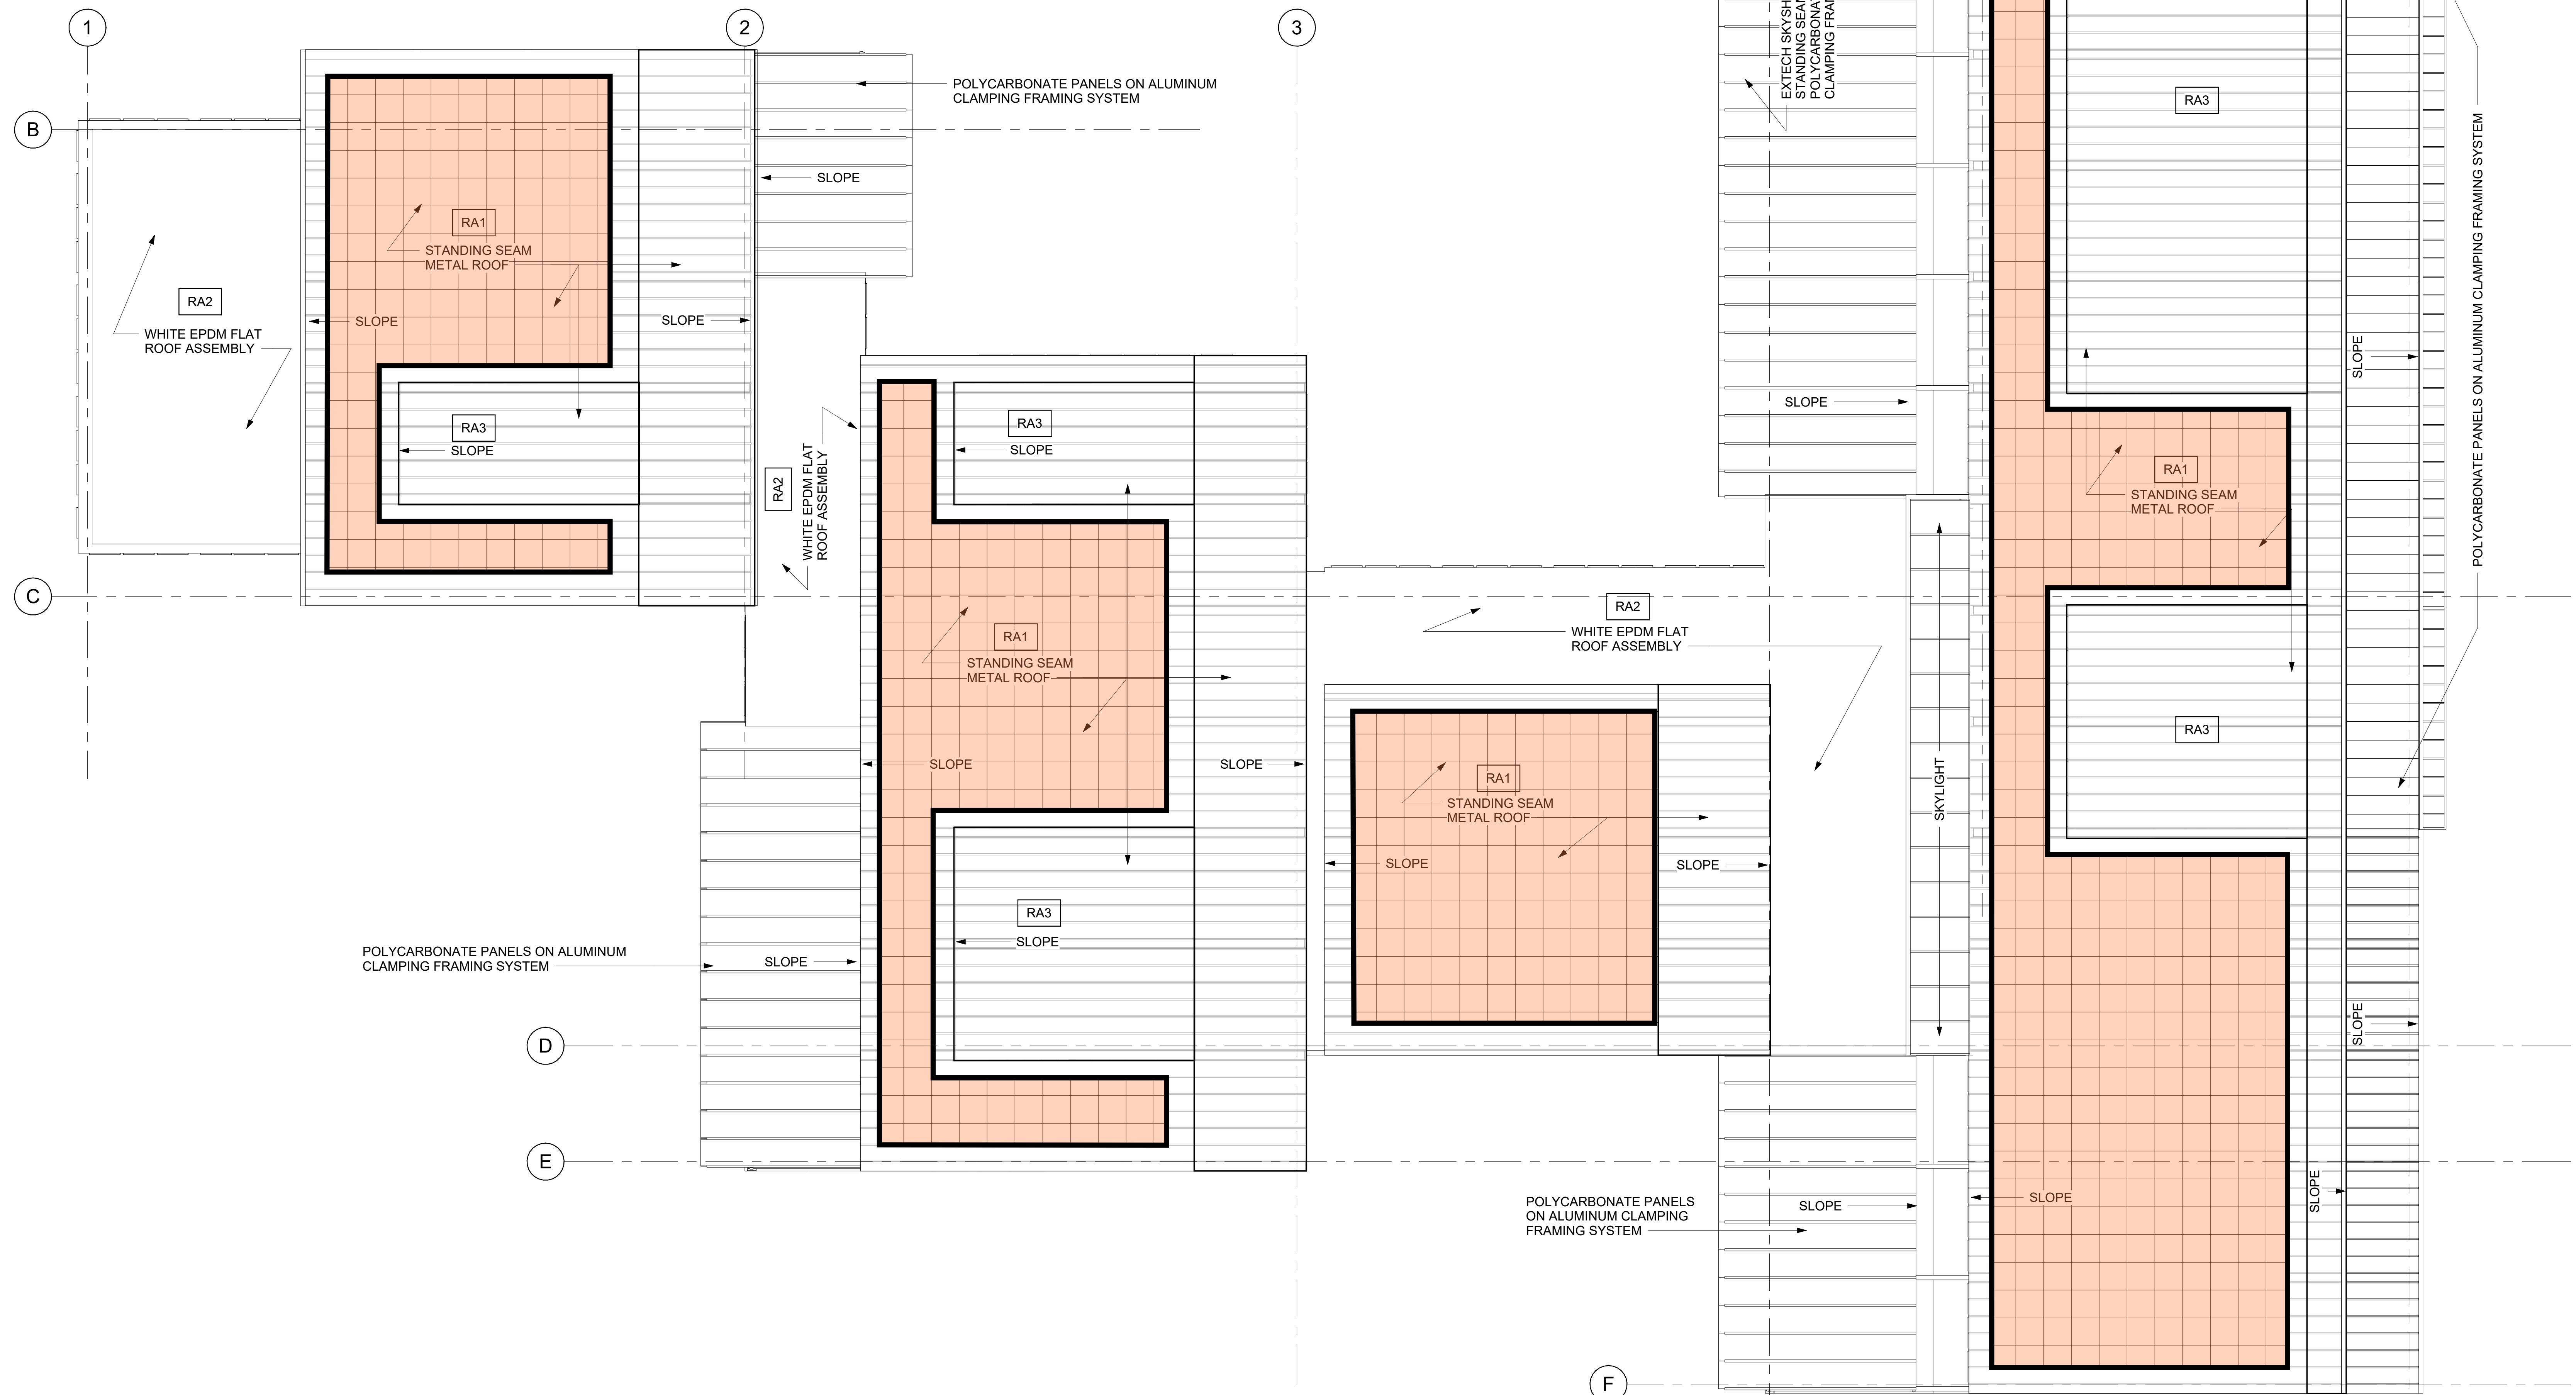 1
2
3
B
C
D
E
F
POLYCARBONATE PANELS ON ALUMINUM
CLAMPING FRAMING SYSTEM
SLOPE
RA1
STANDING SEAM
METAL ROOF
SLOPE
SLOPE
RA2
WHITE EPDM FLAT
ROOF ASSEMBLY
RA3
SLOPE
RA2
WHITE EPDM FLAT
ROOF ASSEMBLY
RA3
SLOPE
RA1
STANDING SEAM
METAL ROOF
SLOPE
SLOPE
RA3
SLOPE
POLYCARBONATE PANELS ON ALUMINUM
CLAMPING FRAMING SYSTEM
SLOPE
RA2
WHITE EPDM FLAT
ROOF ASSEMBLY
RA1
STANDING SEAM
METAL ROOF
SLOPE
SLOPE
EXTECH
STANDING
CLAMPING
SLOPE
SKYLIGHT
RA3
RA1
STANDING SEAM
METAL ROOF
RA3
SLOPE
POLYCARBONATE PANELS ON ALUMINUM CLAMPING FRAMING SYSTEM
SLOPE
SLOPE
SLOPE
POLYCARBONATE PANELS
ON ALUMINUM CLAMPING
FRAMING SYSTEM
SLOPE